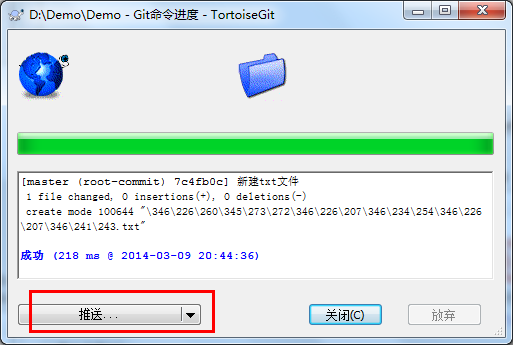 D:\Demo\Demo - Git命令进度 - TortoiseGit
[master (root-commit) 7c4fb0c] 新建txt文件
1 file changed, 0 insertions(+), 0 deletions(-)
create mode 100644 "\346\226\260\345\273\272\346\226\207\346\234\254\346\226
\207\346\241\243.txt"
成功 (218 ms @ 2014-03-09 20:44:36)
推送...
关闭(C)
放弃